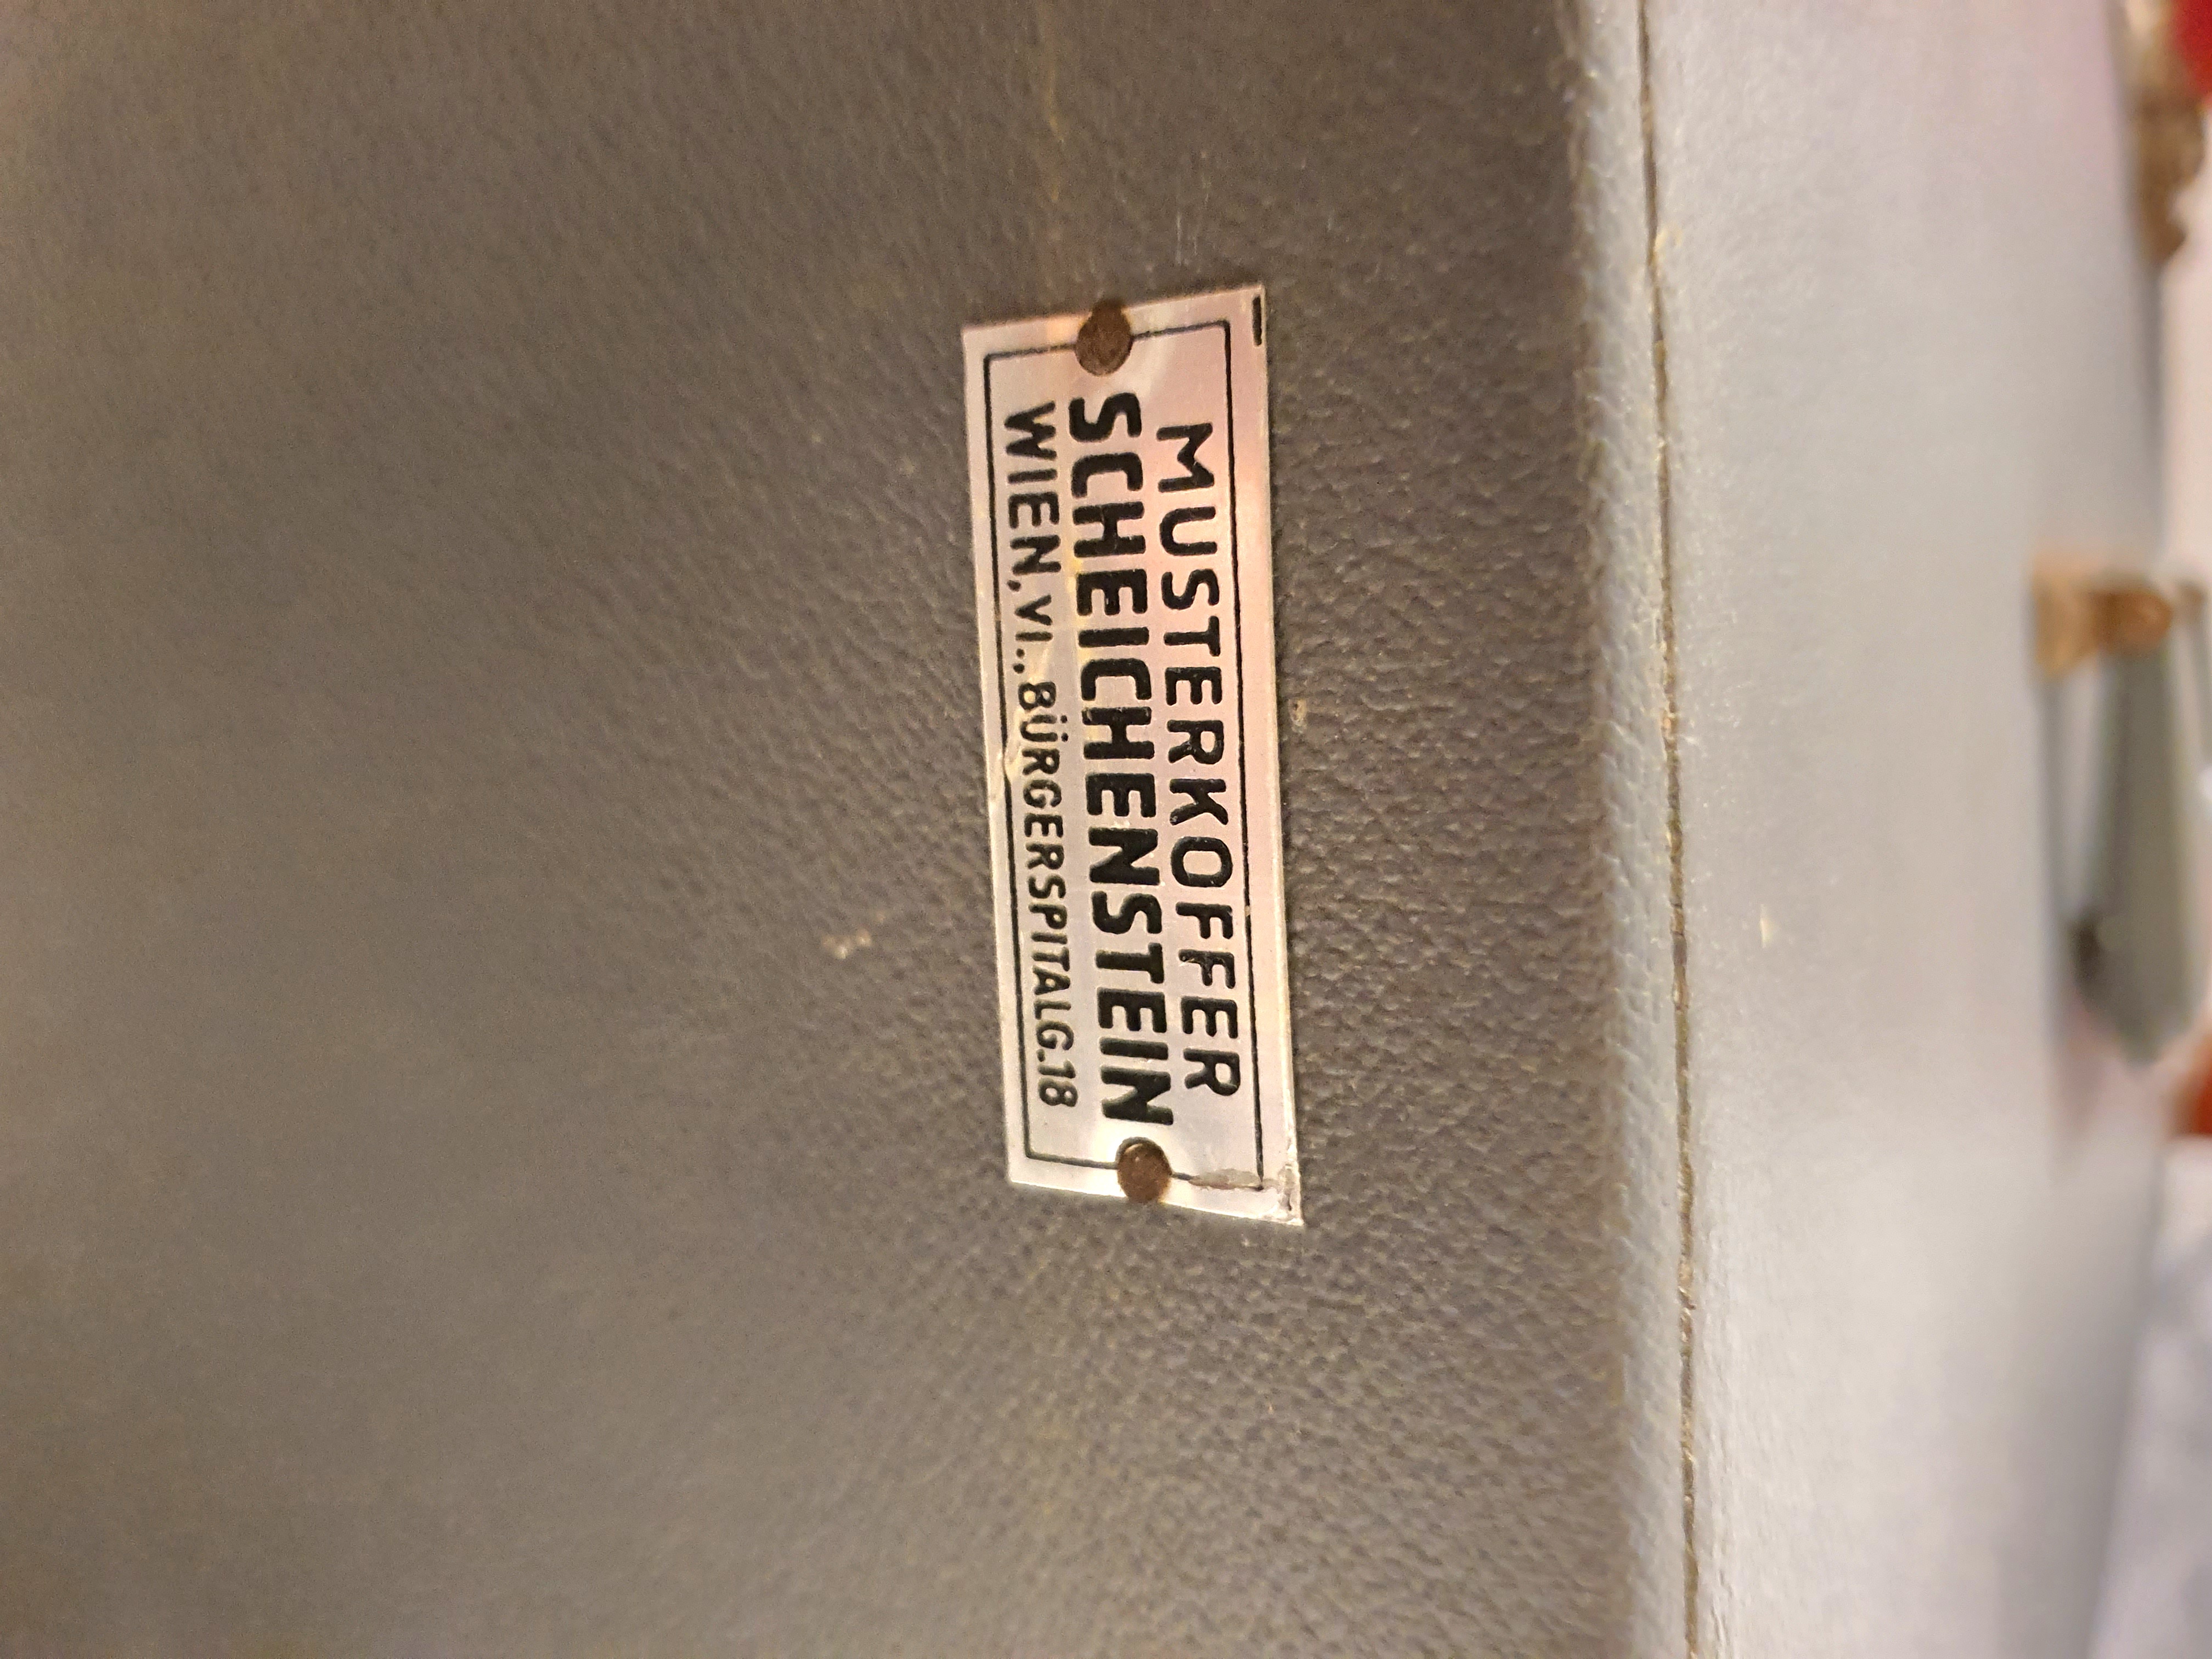 MUSTERKOFFER
SCHEICHENSTEIN
WIEN, VI., BÜRGERSPITALG.18